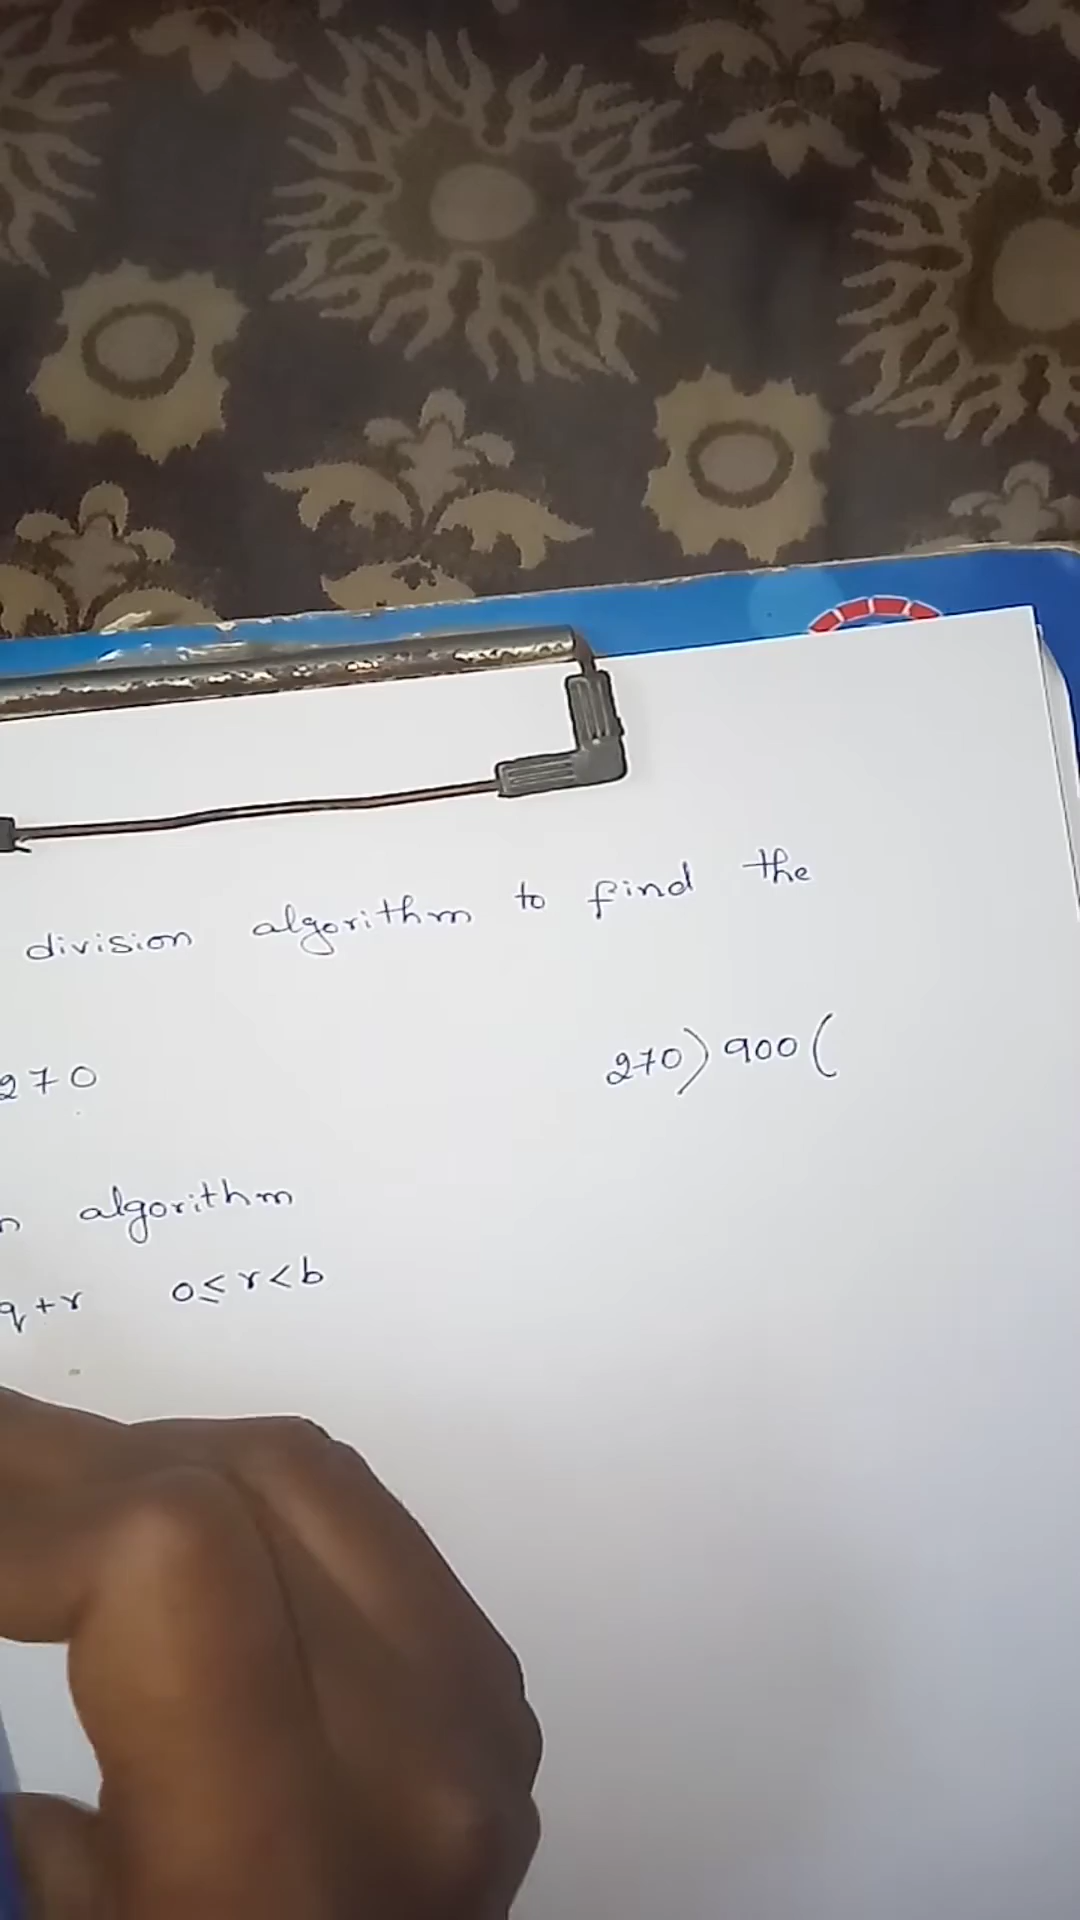 division algorithm to find the
270
270) 900 (
algorithm
q + r 0 ≤ r < b